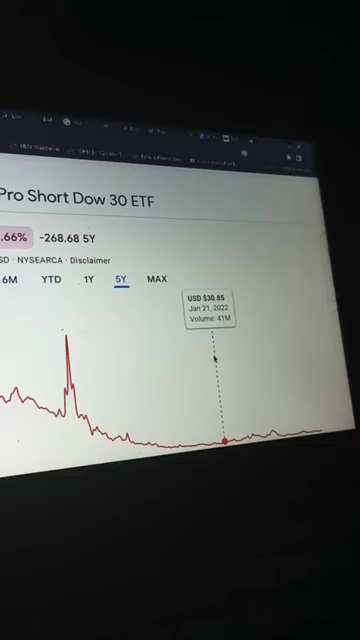 Pro Short Dow 30 ETF
.66% -268.68 5Y
SD · NYSEARCA · Disclaimer
6M YTD 1Y 5Y MAX
USD $30.85
Jan 21, 2022
Volume: 41M